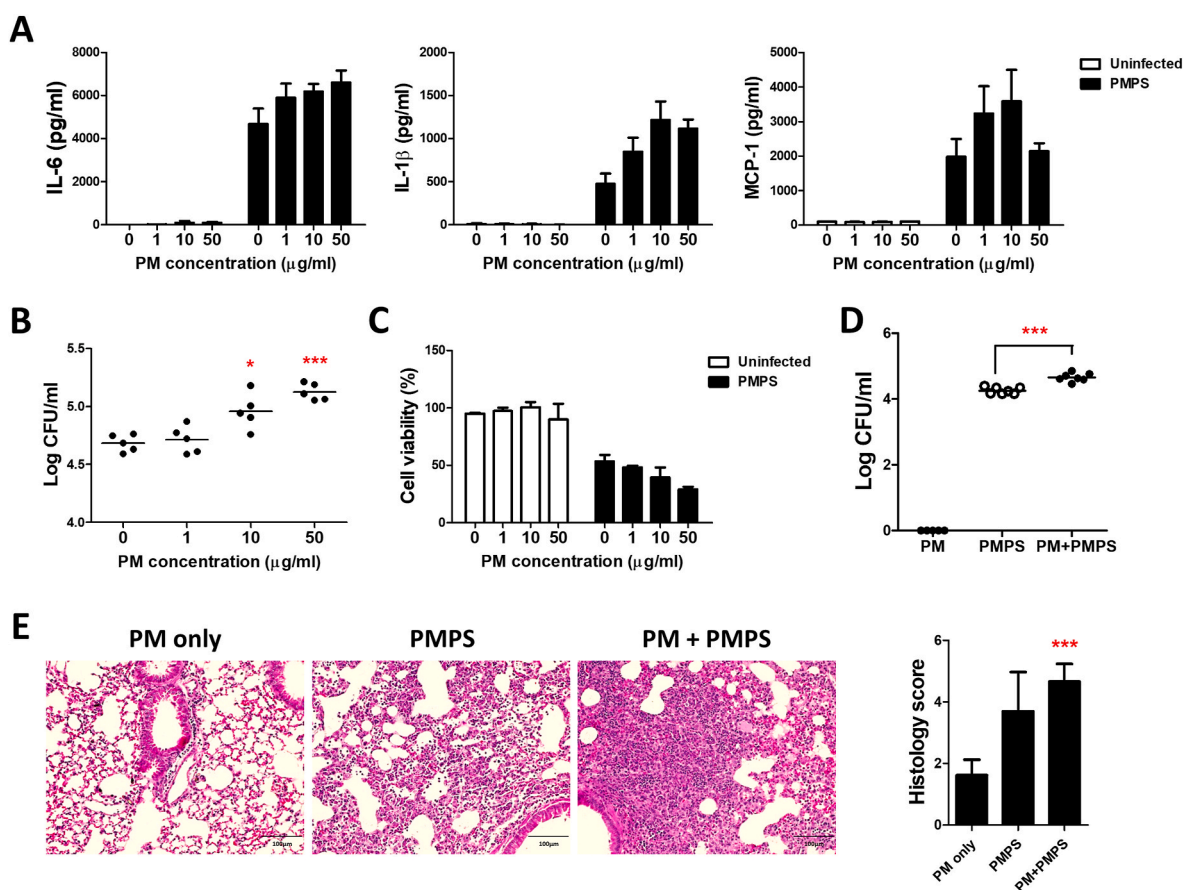 A
IL-6 (pg/ml)
8000
6000
4000
2000
0
0 1 10 50 0 1 10 50
PM concentration (μg/ml)
IL-1β (pg/ml)
2000
1500
1000
500
0
0 1 10 50 0 1 10 50
PM concentration (μg/ml)
MCP-1 (pg/ml)
5000
4000
3000
2000
1000
0
0 1 10 50 0 1 10 50
PM concentration (μg/ml)
Uninfected
PMPS
B
Log CFU/ml
5.5
5.0
4.5
4.0
*
***
0 1 10 50
PM concentration (μg/ml)
C
Cell viability (%)
150
100
50
0
Uninfected
PMPS
0 1 10 50 0 1 10 50
PM concentration (μg/ml)
D
Log CFU/ml
6
4
2
0
***
PM PMPS PM+PMPS
E
PM only
100μm
PMPS
100μm
PM + PMPS
100μm
Histology score
6
4
2
0
***
PM only
PMPS
PM+PMPS